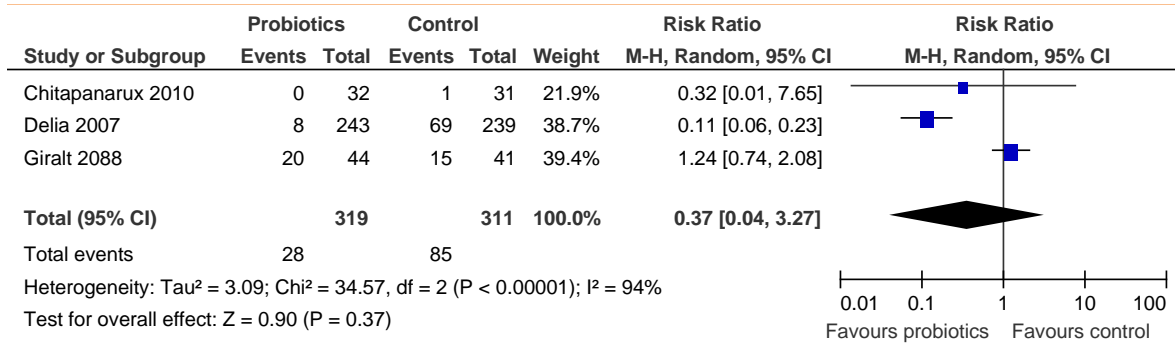 Probiotics Control Risk Ratio Risk Ratio
Study or Subgroup Events Total Events Total Weight M-H, Random, 95% CI M-H, Random, 95% CI
Chitapanarux 2010 0 32 1 31 21.9% 0.32 [0.01, 7.65]
Delia 2007 8 243 69 239 38.7% 0.11 [0.06, 0.23]
Giralt 2088 20 44 15 41 39.4% 1.24 [0.74, 2.08]
Total (95% CI) 319 311 100.0% 0.37 [0.04, 3.27]
Total events 28 85
Heterogeneity: Tau² = 3.09; Chi² = 34.57, df = 2 (P < 0.00001); I² = 94%
Test for overall effect: Z = 0.90 (P = 0.37)
0.01 0.1 1 10 100
Favours probiotics Favours control